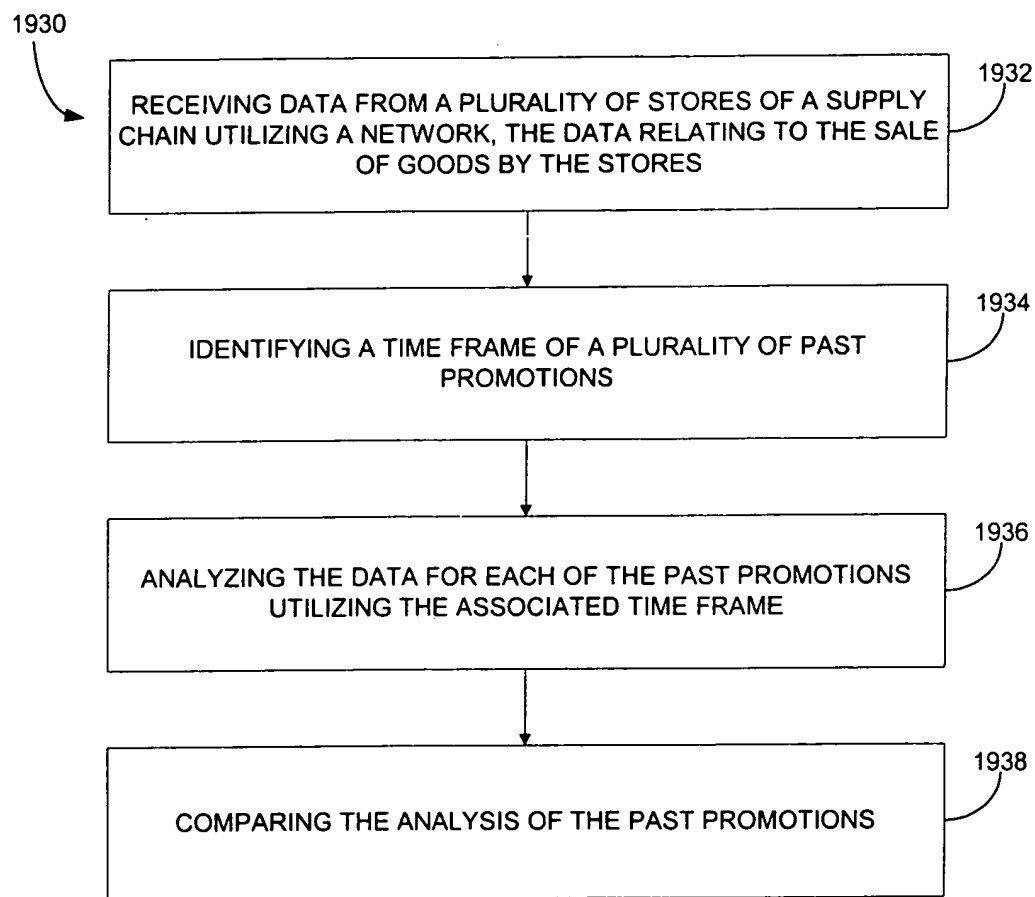 1930
1932
RECEIVING DATA FROM A PLURALITY OF STORES OF A SUPPLY
CHAIN UTILIZING A NETWORK, THE DATA RELATING TO THE SALE
OF GOODS BY THE STORES
1934
IDENTIFYING A TIME FRAME OF A PLURALITY OF PAST
PROMOTIONS
1936
ANALYZING THE DATA FOR EACH OF THE PAST PROMOTIONS
UTILIZING THE ASSOCIATED TIME FRAME
1938
COMPARING THE ANALYSIS OF THE PAST PROMOTIONS